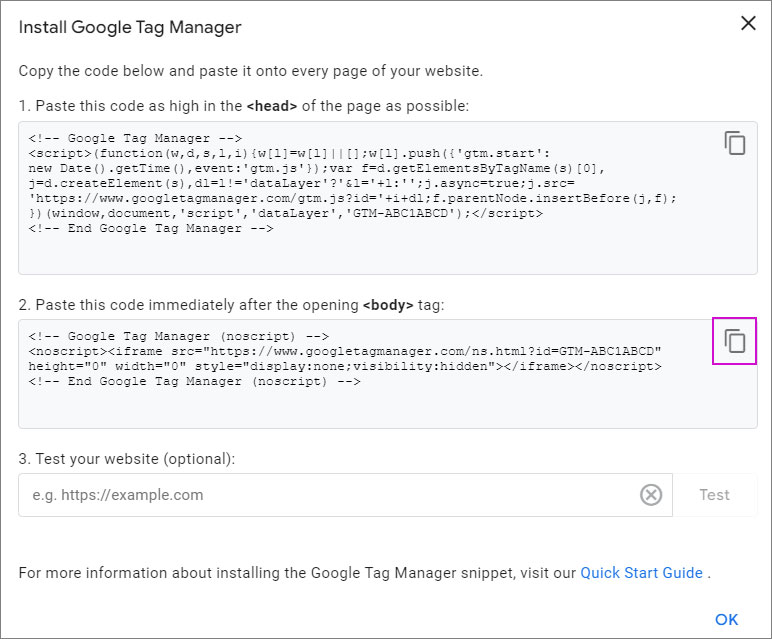 Install Google Tag Manager
Copy the code below and paste it onto every page of your website.
1. Paste this code as high in the <head> of the page as possible:
<!-- Google Tag Manager -->
<script>(function(w,d,s,l,i){w[l]=w[l]||[];w[l].push({'gtm.start':
new Date().getTime(),event:'gtm.js'});var f=d.getElementsByTagName(s)[0],
j=d.createElement(s),dl=l!='dataLayer'?'&l='+l:'';j.async=true;j.src=
'https://www.googletagmanager.com/gtm.js?id='+i+dl;f.parentNode.insertBefore(j,f);
})(window,document,'script','dataLayer','GTM-ABC1ABCD');</script>
<!-- End Google Tag Manager -->
2. Paste this code immediately after the opening <body> tag:
<!-- Google Tag Manager (noscript) -->
<noscript><iframe src="https://www.googletagmanager.com/ns.html?id=GTM-ABC1ABCD"
height="0" width="0" style="display:none;visibility:hidden"></iframe></noscript>
<!-- End Google Tag Manager (noscript) -->
3. Test your website (optional):
e.g. https://example.com
Test
For more information about installing the Google Tag Manager snippet, visit our Quick Start Guide .
OK